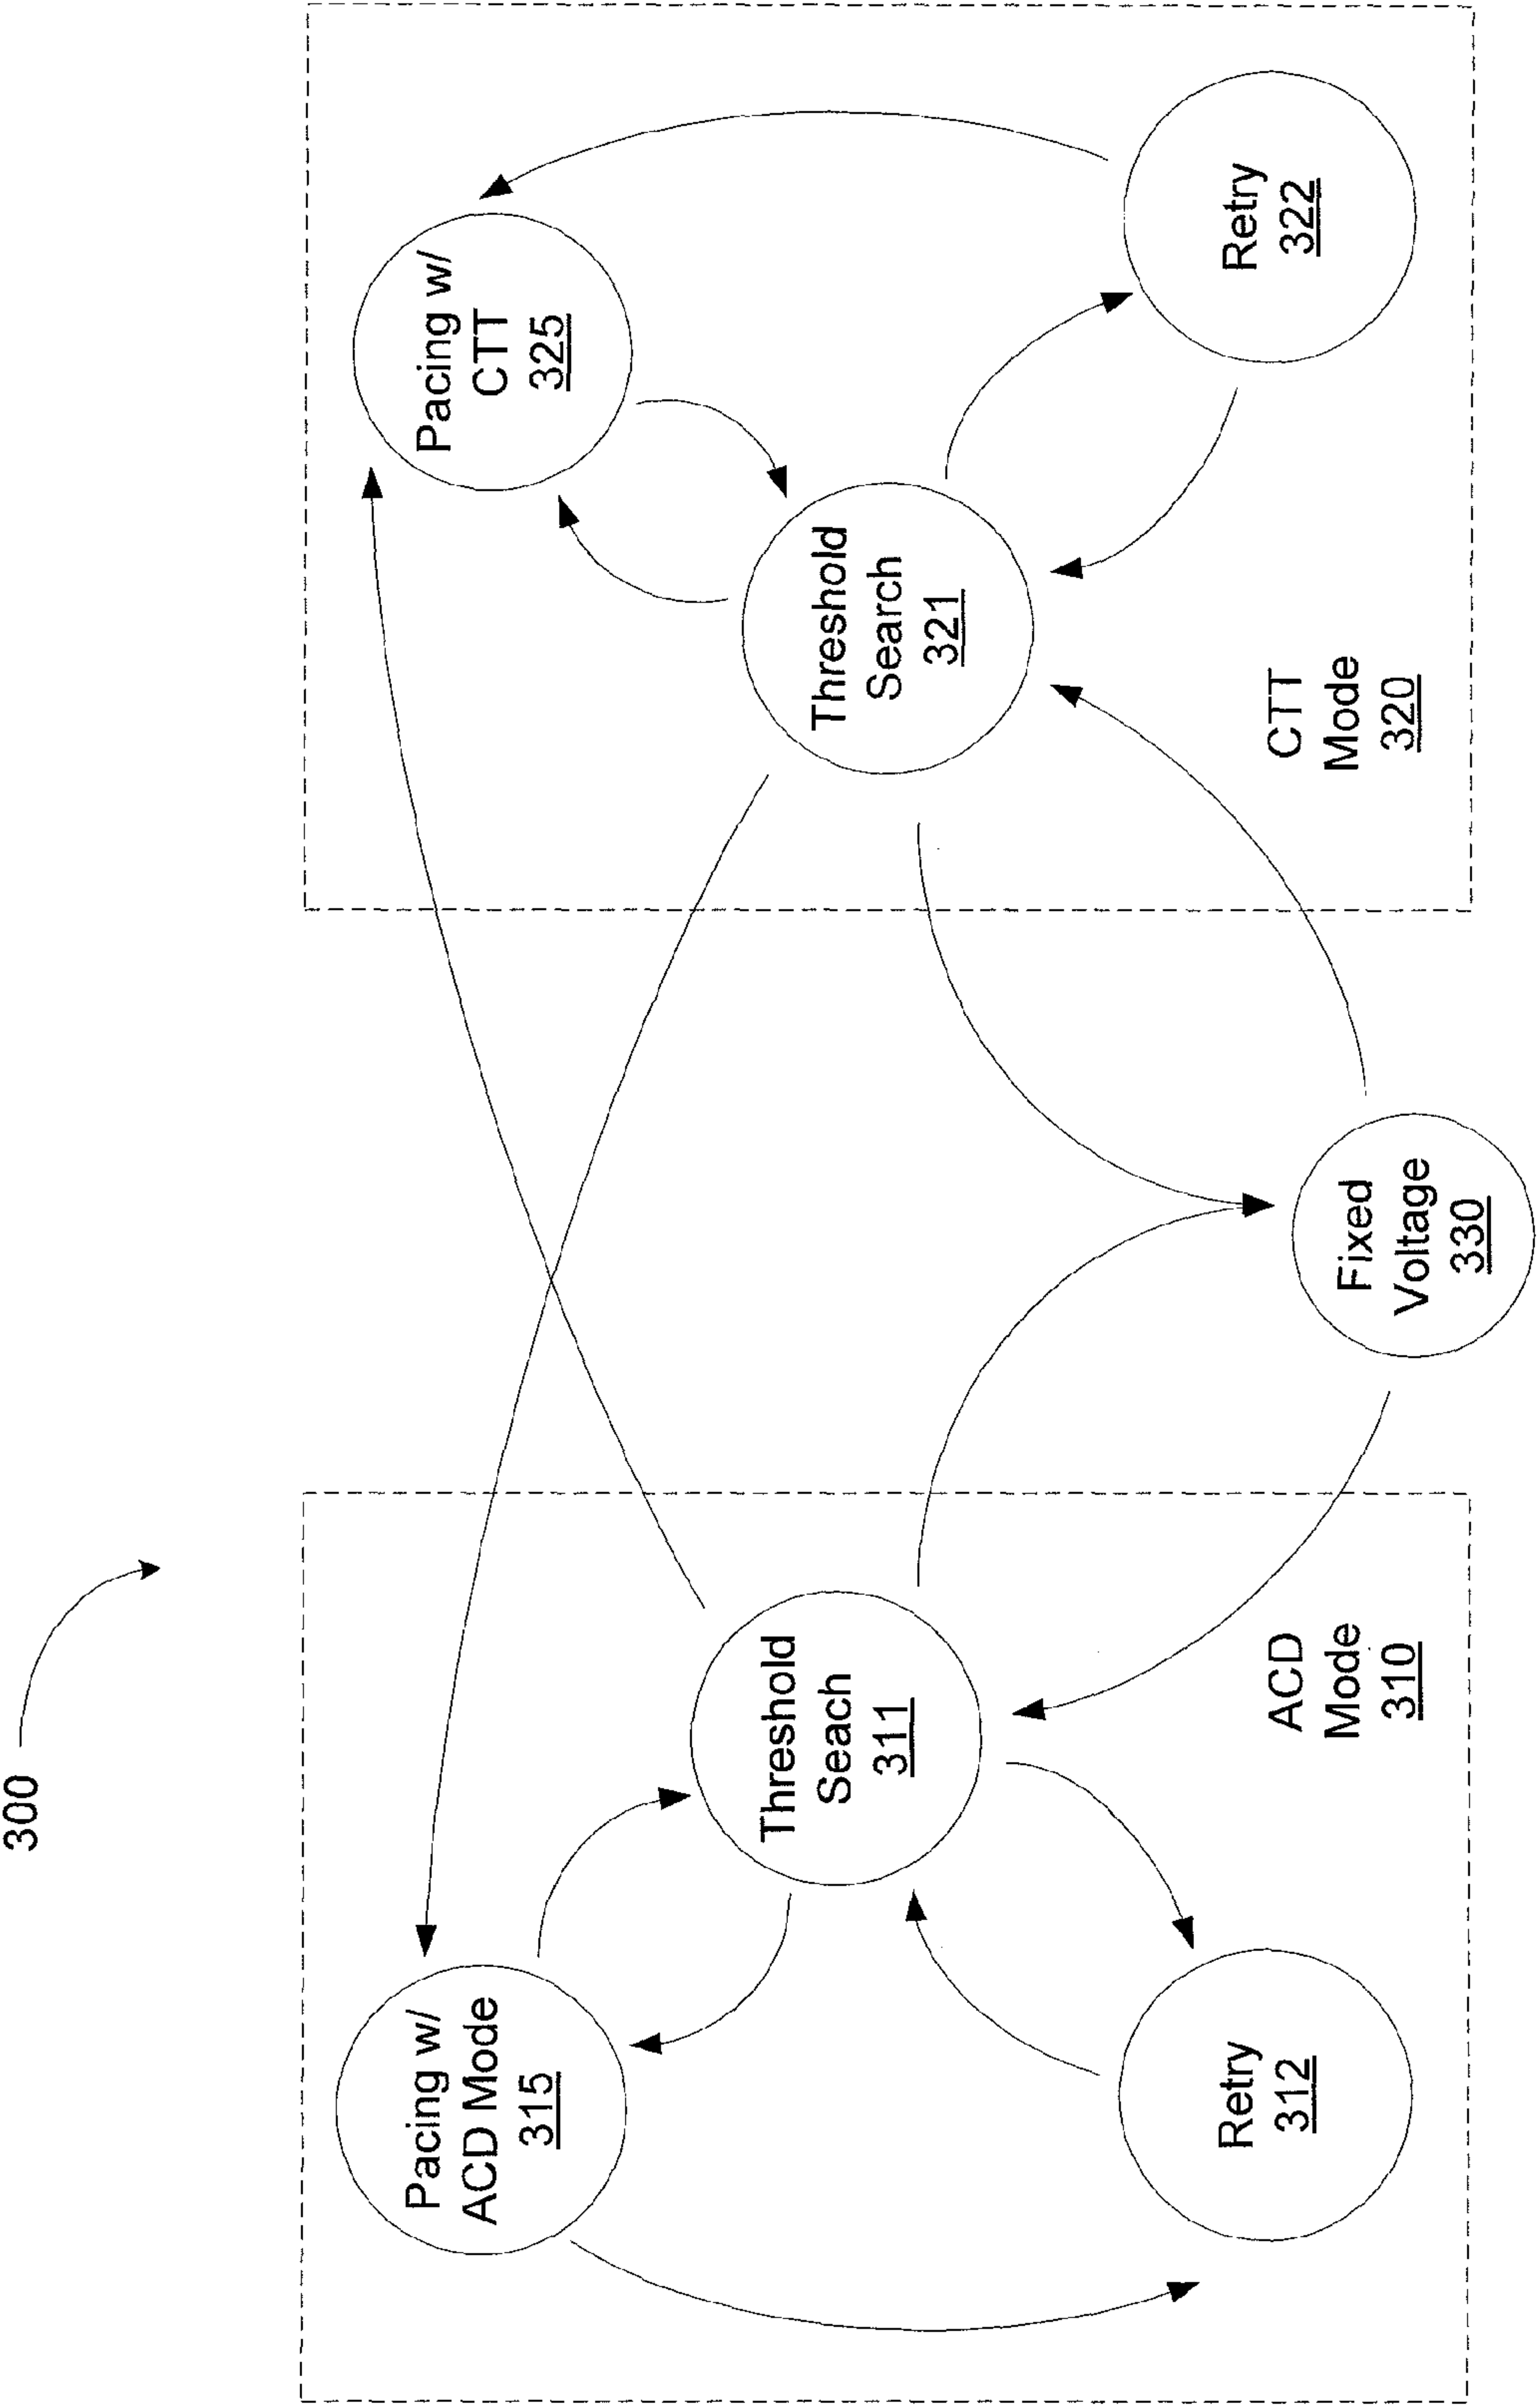 300
Pacing w/
ACD Mode
315
Threshold
Seach
311
Retry
312
ACD
Mode
310
Fixed
Voltage
330
Pacing w/
CTT
325
Threshold
Search
321
Retry
322
CTT
Mode
320